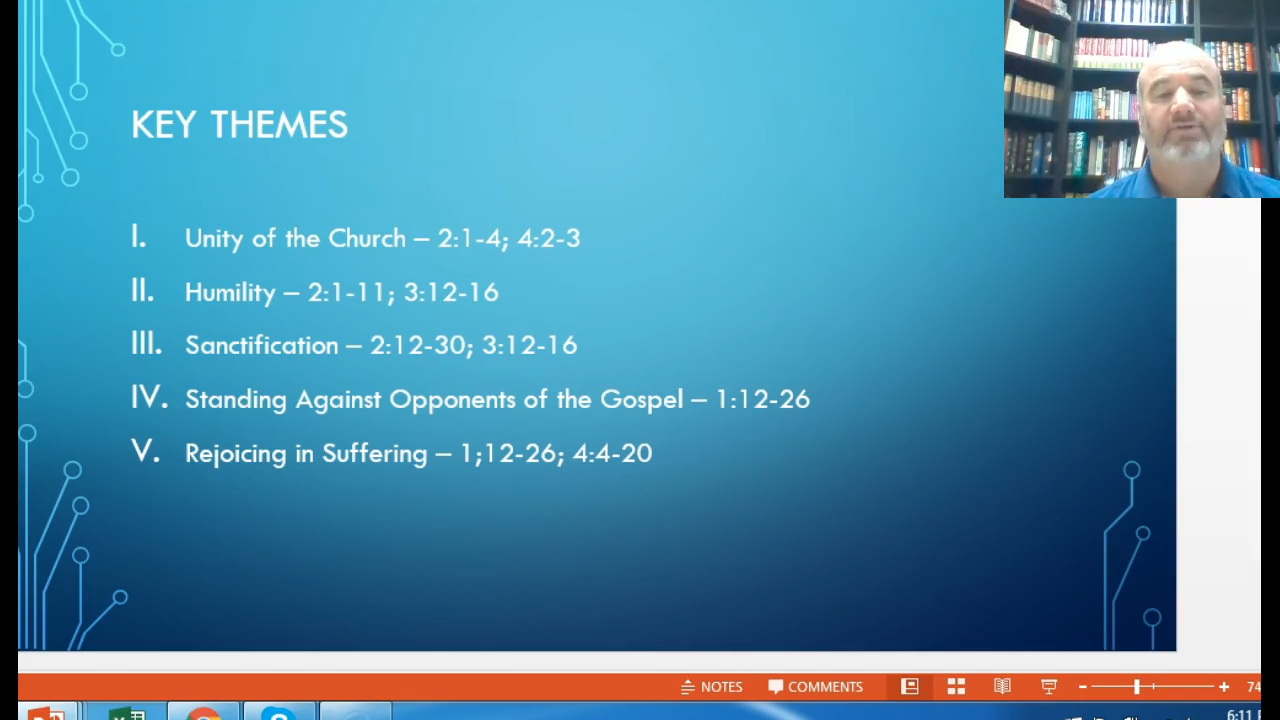 KEY THEMES
I. Unity of the Church – 2:1-4; 4:2-3
II. Humility – 2:1-11; 3:12-16
III. Sanctification – 2:12-30; 3:12-16
IV. Standing Against Opponents of the Gospel – 1:12-26
V. Rejoicing in Suffering – 1;12-26; 4:4-20
NOTES COMMENTS 74
6:11